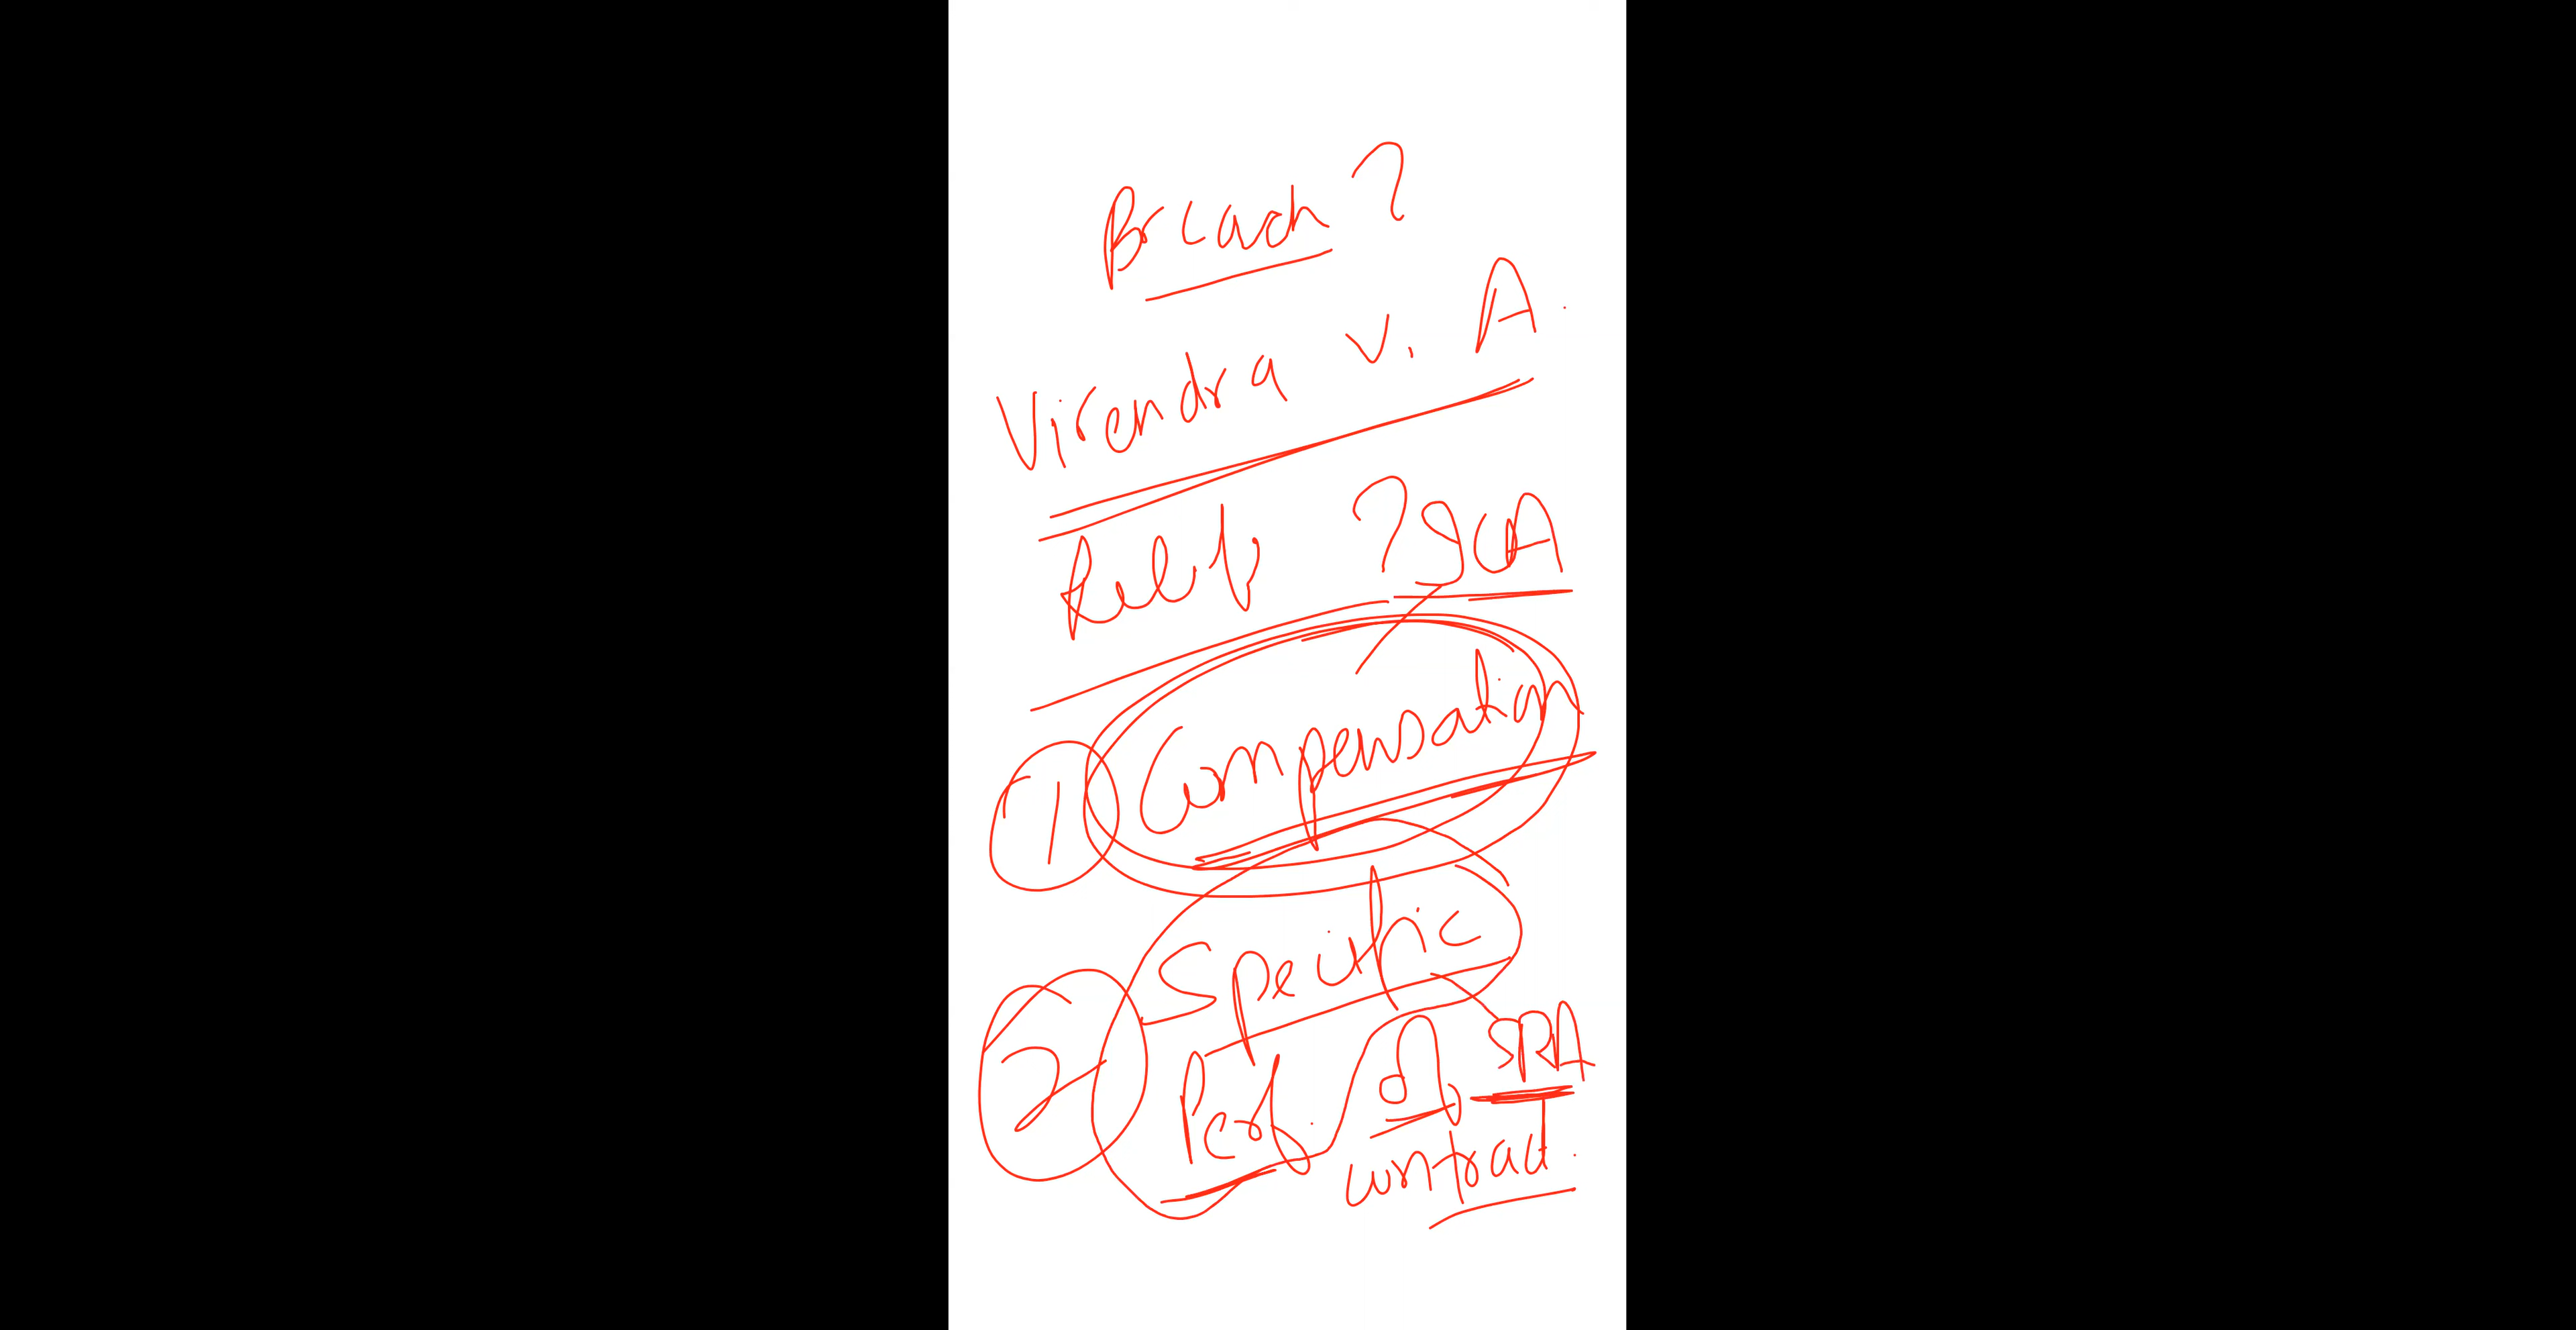 Breach ?
Virendra v. A.
Relief ? ICA
1 Compensation
2 Specific
Perf. of SRA
contract.